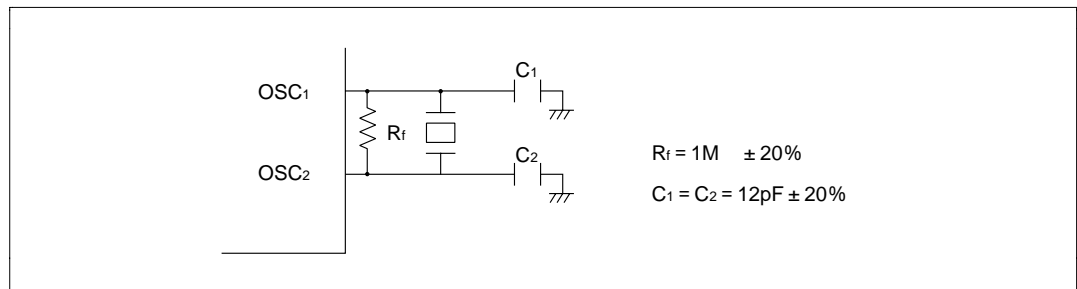 OSC1
C1
Rf
OSC2
C2
Rf = 1M ± 20%
C1 = C2 = 12pF ± 20%